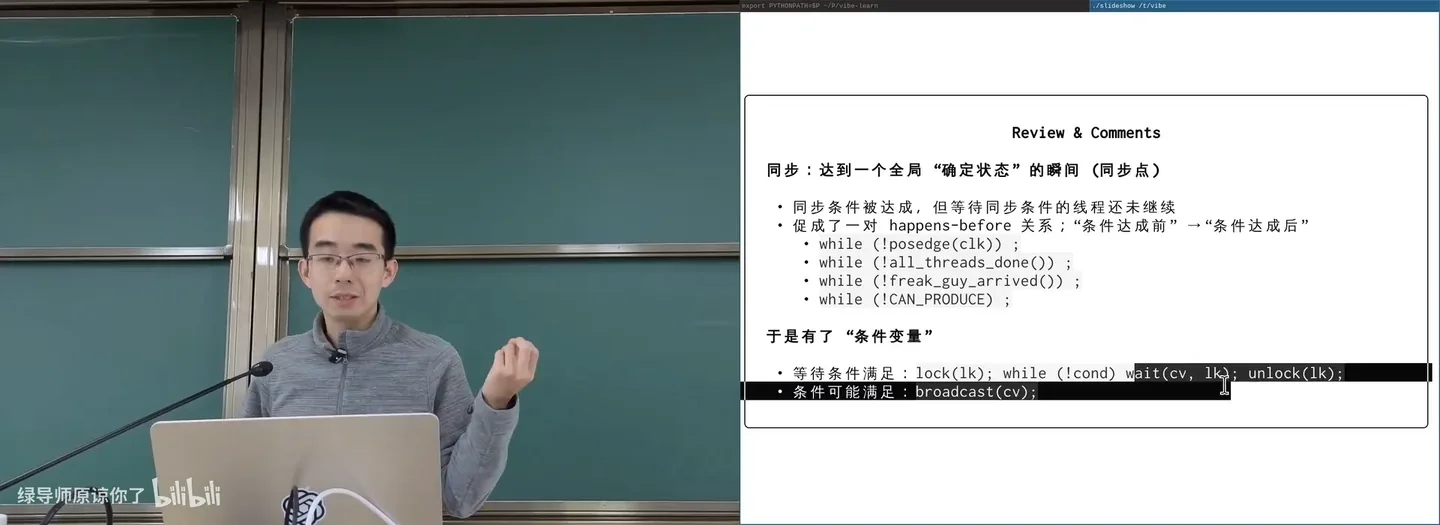 export PYTHONPATH=$P ~/P/vibe-learn
./slideshow /t/vibe
Review & Comments
同步：达到一个全局 “确定状态” 的瞬间 (同步点)
• 同步条件被达成，但等待同步条件的线程还未继续
• 促成了一对 happens-before 关系；“条件达成前” → “条件达成后”
• while (!posedge(clk)) ;
• while (!all_threads_done()) ;
• while (!freak_guy_arrived()) ;
• while (!CAN_PRODUCE) ;
于是有了 “条件变量”
• 等待条件满足：lock(lk); while (!cond) wait(cv, lk); unlock(lk);
• 条件可能满足：broadcast(cv);
绿导师原谅你了 bilibili